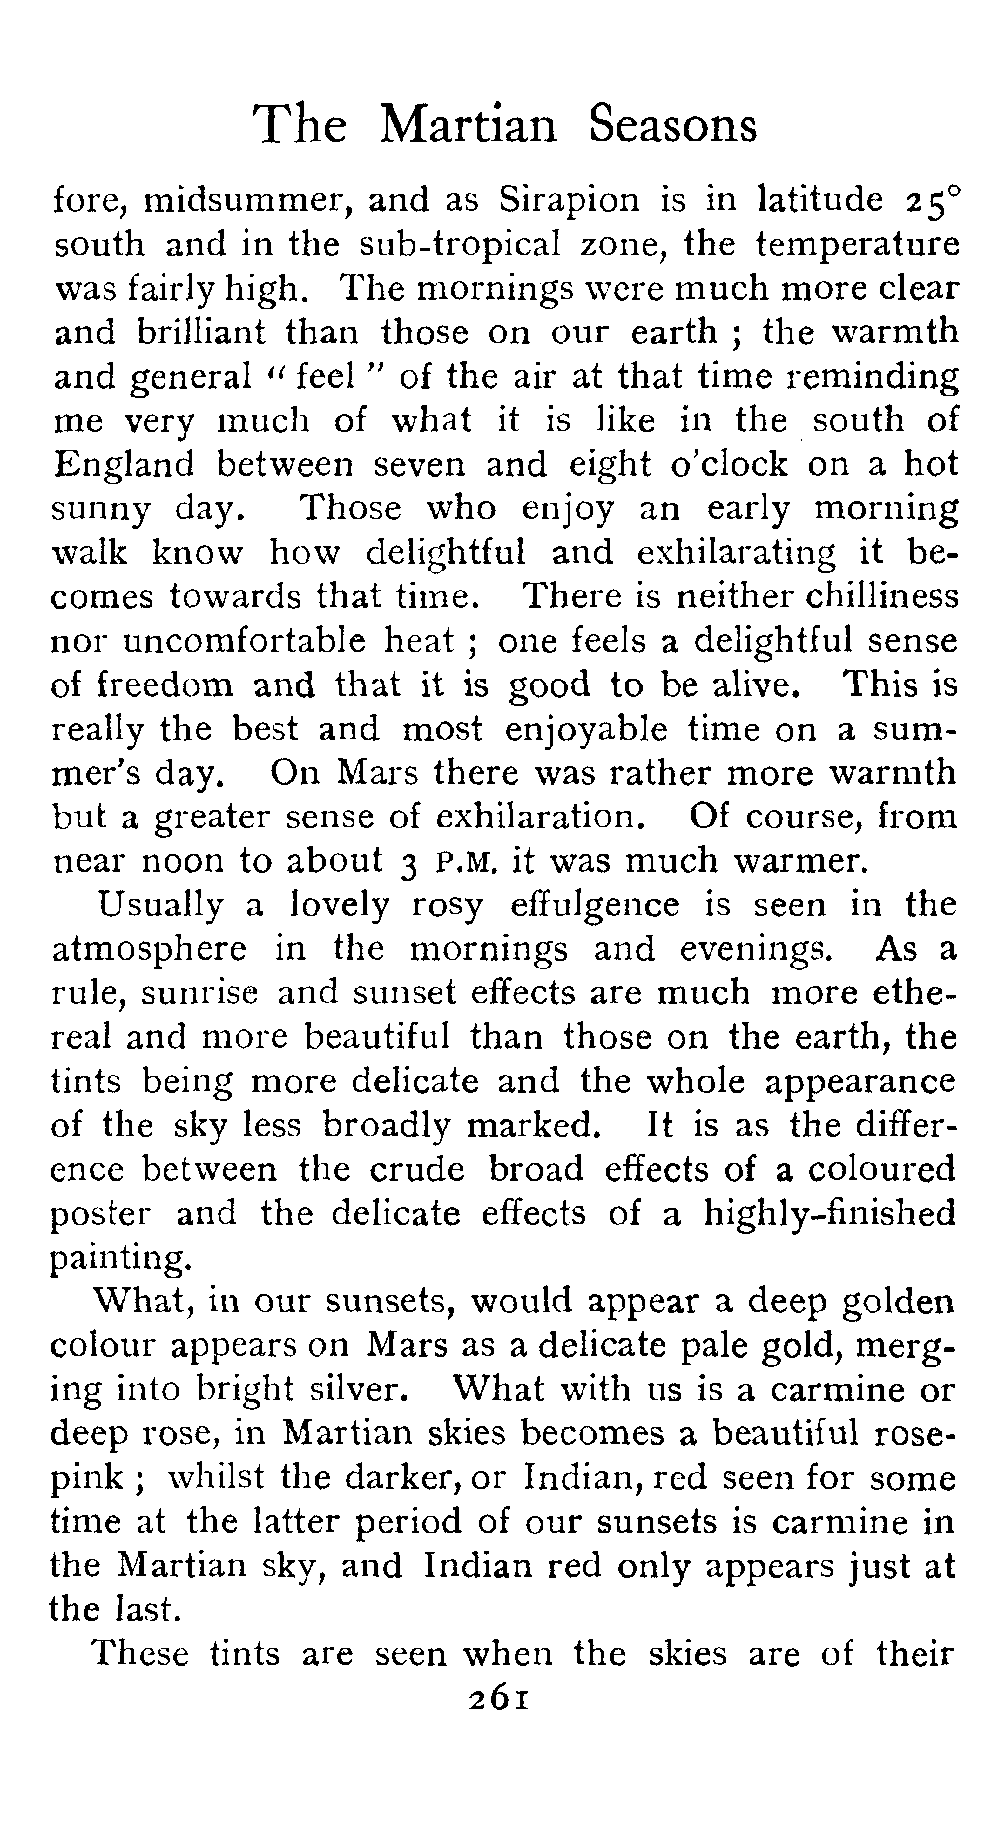 The Martian Seasons
fore, midsummer, and as Sirapion is in latitude 25°
south and in the sub-tropical zone, the temperature
was fairly high. The mornings were much more clear
and brilliant than those on our earth ; the warmth
and general “ feel ” of the air at that time reminding
me very much of what it is like in the south of
England between seven and eight o’clock on a hot
sunny day. Those who enjoy an early morning
walk know how delightful and exhilarating it be-
comes towards that time. There is neither chilliness
nor uncomfortable heat ; one feels a delightful sense
of freedom and that it is good to be alive. This is
really the best and most enjoyable time on a sum-
mer’s day. On Mars there was rather more warmth
but a greater sense of exhilaration. Of course, from
near noon to about 3 P.M. it was much warmer.
Usually a lovely rosy effulgence is seen in the
atmosphere in the mornings and evenings. As a
rule, sunrise and sunset effects are much more ethe-
real and more beautiful than those on the earth, the
tints being more delicate and the whole appearance
of the sky less broadly marked. It is as the differ-
ence between the crude broad effects of a coloured
poster and the delicate effects of a highly-finished
painting.
What, in our sunsets, would appear a deep golden
colour appears on Mars as a delicate pale gold, merg-
ing into bright silver. What with us is a carmine or
deep rose, in Martian skies becomes a beautiful rose-
pink ; whilst the darker, or Indian, red seen for some
time at the latter period of our sunsets is carmine in
the Martian sky, and Indian red only appears just at
the last.
These tints are seen when the skies are of their
261